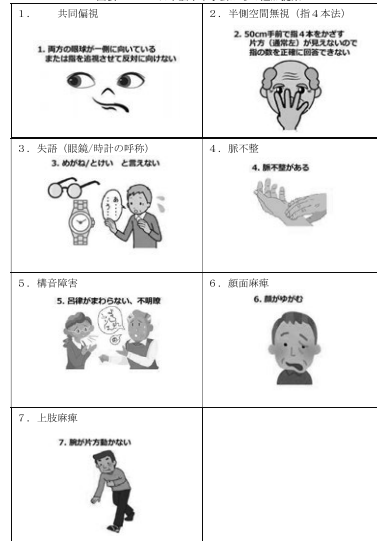 １．　共同偏視
1. 両方の眼球が一側に向いている
または指を追視させて反対に向けない
２．半側空間無視（指４本法）
2. 50cm手前で指４本をかざす
片方（通常左）が見えないので
指の数を正確に回答できない
３．失語（眼鏡/時計の呼称）
3. めがね/とけい　と言えない
４．脈不整
4. 脈不整がある
５．構音障害
5. 呂律がまわらない、不明瞭
６．顔面麻痺
6. 顔がゆがむ
７．上肢麻痺
7. 腕が片方動かない